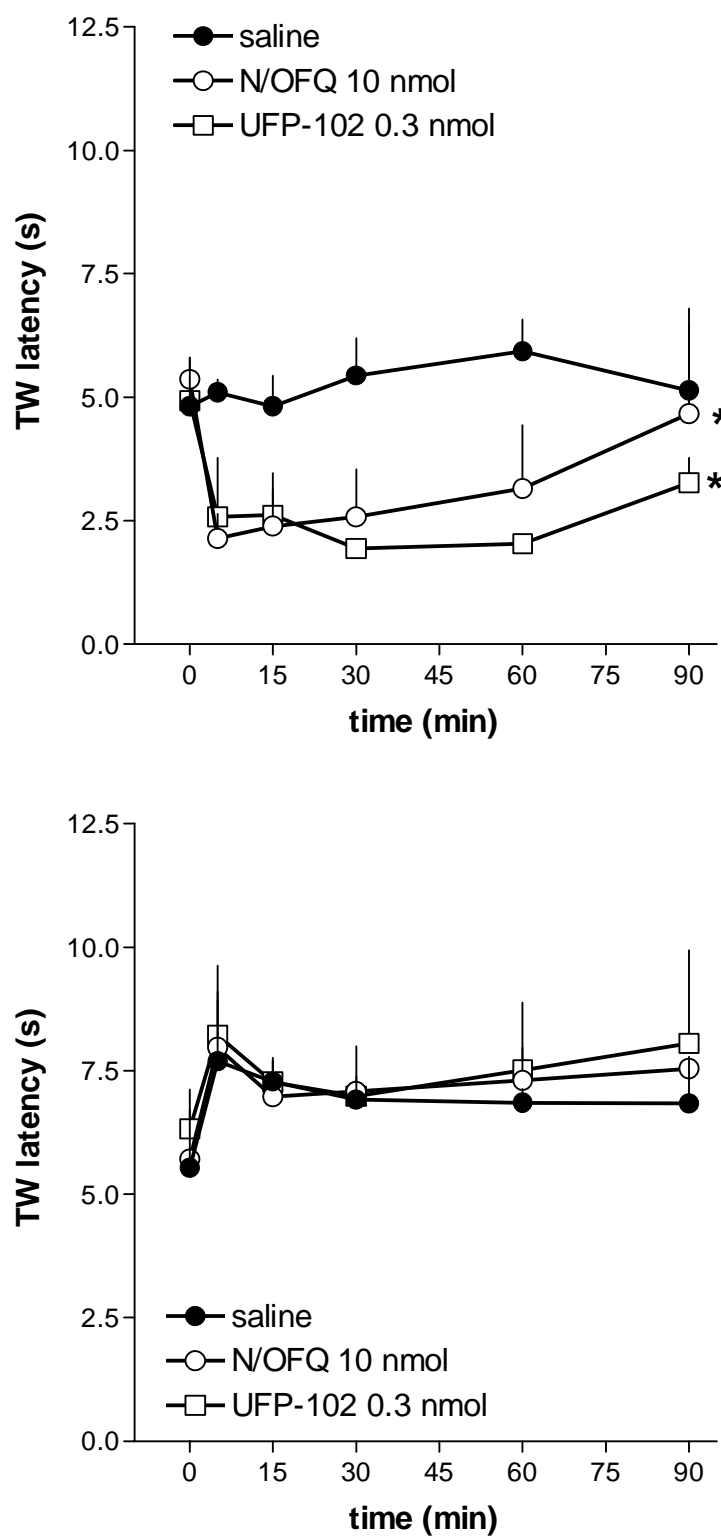 12.5
saline
N/OFQ 10 nmol
UFP-102 0.3 nmol
10.0
7.5
TW latency (s)
5.0
*
*
2.5
0.0
0 15 30 45 60 75 90
time (min)
12.5
10.0
7.5
TW latency (s)
5.0
2.5
saline
N/OFQ 10 nmol
UFP-102 0.3 nmol
0.0
0 15 30 45 60 75 90
time (min)